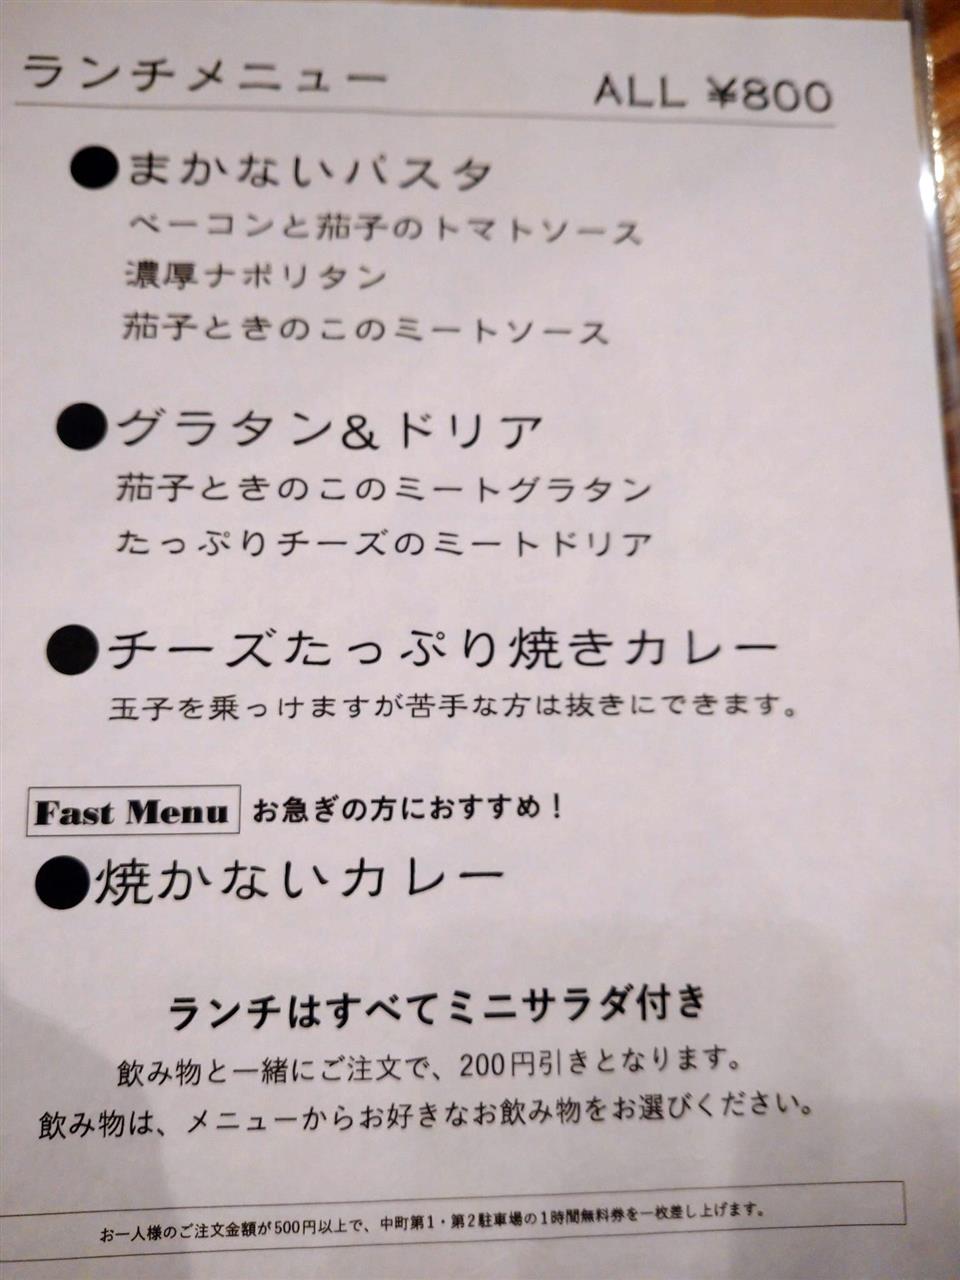 ランチメニュー ALL ¥800
●まかないパスタ
ベーコンと茄子のトマトソース
濃厚ナポリタン
茄子ときのこのミートソース
●グラタン&ドリア
茄子ときのこのミートグラタン
たっぷりチーズのミートドリア
●チーズたっぷり焼きカレー
玉子を乗っけますが苦手な方は抜きにできます。
Fast Menu お急ぎの方におすすめ！
●焼かないカレー
ランチはすべてミニサラダ付き
飲み物と一緒にご注文で、200円引きとなります。
飲み物は、メニューからお好きなお飲み物をお選びください。
お一人様のご注文金額が500円以上で、中町第1・第2駐車場の1時間無料券を一枚差し上げます。